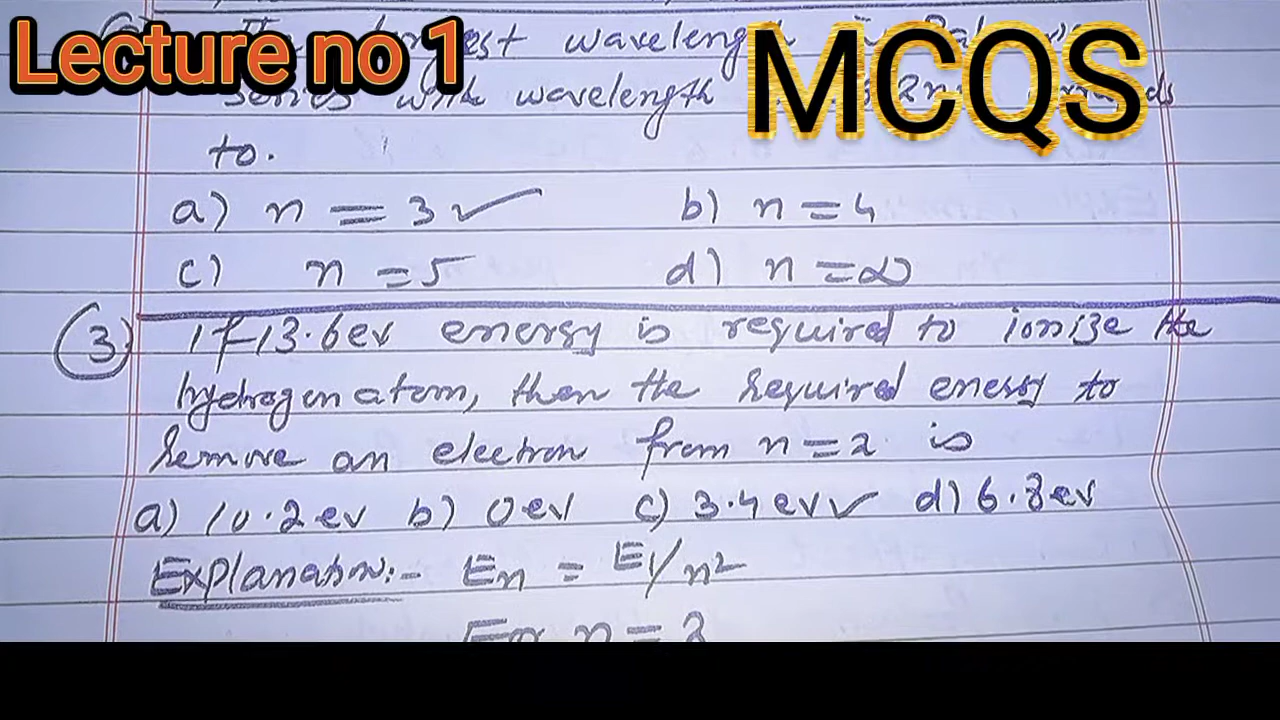 Lecture no 1
MCQS
wavelength
series with wavelength
to.
a) n = 3 ✓ b) n = 4
c) n = 5 d) n = ∞
(3) If 13.6ev energy is required to ionize the
hydrogen atom, then the required energy to
remove an electron from n = 2 is
a) 10.2ev b) 0ev c) 3.4ev ✓ d) 6.8ev
Explanation:- En = E1/n2
n = 2